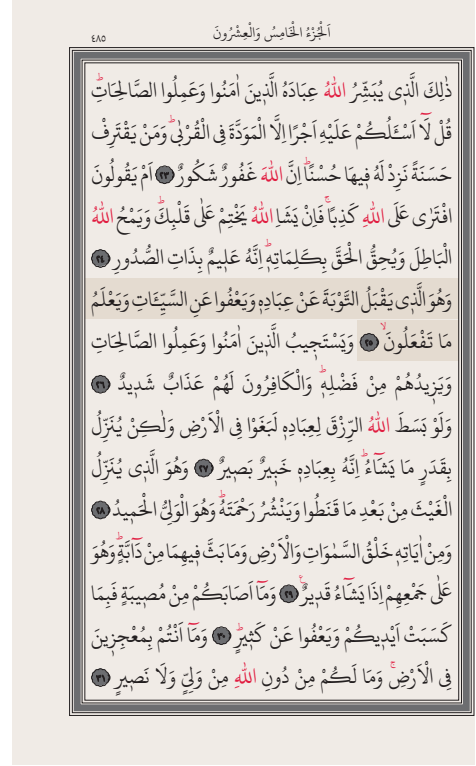 اَلْجُزْءُ الْخَامِسُ وَالْعِشْرُونَ
٤٨٥
ذٰلِكَ الَّذٖى يُبَشِّرُ اللّٰهُ عِبَادَهُ الَّذٖينَ اٰمَنُوا وَعَمِلُوا الصَّالِحَاتِؕ
قُلْ لَٓا اَسْـَٔلُكُمْ عَلَيْهِ اَجْرًا اِلَّا الْمَوَدَّةَ فِى الْقُرْبٰىؕ وَمَنْ يَقْتَرِفْ
حَسَنَةً نَزِدْ لَهُ فٖيهَا حُسْنًاؕ اِنَّ اللّٰهَ غَفُورٌ شَكُورٌ ﴿٢٣﴾ اَمْ يَقُولُونَ
افْتَرٰى عَلَى اللّٰهِ كَذِبًاۚ فَاِنْ يَشَاِ اللّٰهُ يَخْتِمْ عَلٰى قَلْبِكَؕ وَيَمْحُ اللّٰهُ
الْبَاطِلَ وَيُحِقُّ الْحَقَّ بِكَلِمَاتِهٖؕ اِنَّهُ عَلٖيمٌ بِذَاتِ الصُّدُورِ ﴿٢٤﴾
وَهُوَ الَّذٖى يَقْبَلُ التَّوْبَةَ عَنْ عِبَادِهٖ وَيَعْفُوا عَنِ السَّيِّـَٔاتِ وَيَعْلَمُ
مَا تَفْعَلُونَۙ ﴿٢٥﴾ وَيَسْتَجٖيبُ الَّذٖينَ اٰمَنُوا وَعَمِلُوا الصَّالِحَاتِ
وَيَزٖيدُهُمْ مِنْ فَضْلِهٖؕ وَالْكَافِرُونَ لَهُمْ عَذَابٌ شَدٖيدٌ ﴿٢٦﴾
وَلَوْ بَسَطَ اللّٰهُ الرِّزْقَ لِعِبَادِهٖ لَبَغَوْا فِى الْاَرْضِ وَلٰكِنْ يُنَزِّلُ
بِقَدَرٍ مَا يَشَٓاءُؕ اِنَّهُ بِعِبَادِهٖ خَبٖيرٌ بَصٖيرٌ ﴿٢٧﴾ وَهُوَ الَّذٖى يُنَزِّلُ
الْغَيْثَ مِنْ بَعْدِ مَا قَنَطُوا وَيَنْشُرُ رَحْمَتَهُؕ وَهُوَ الْوَلِىُّ الْحَمٖيدُ ﴿٢٨﴾
وَمِنْ اٰيَاتِهٖ خَلْقُ السَّمٰوَاتِ وَالْاَرْضِ وَمَا بَثَّ فٖيهِمَا مِنْ دَٓابَّةٍؕ وَهُوَ
عَلٰى جَمْعِهِمْ اِذَا يَشَٓاءُ قَدٖيرٌࣖ ﴿٢٩﴾ وَمَٓا اَصَابَكُمْ مِنْ مُصٖيبَةٍ فَبِمَا
كَسَبَتْ اَيْدٖيكُمْ وَيَعْفُوا عَنْ كَثٖيرٍؕ ﴿٣٠﴾ وَمَٓا اَنْتُمْ بِمُعْجِزٖينَ
فِى الْاَرْضِۚ وَمَا لَكُمْ مِنْ دُونِ اللّٰهِ مِنْ وَلِىٍّ وَلَا نَصٖيرٍ ﴿٣١﴾